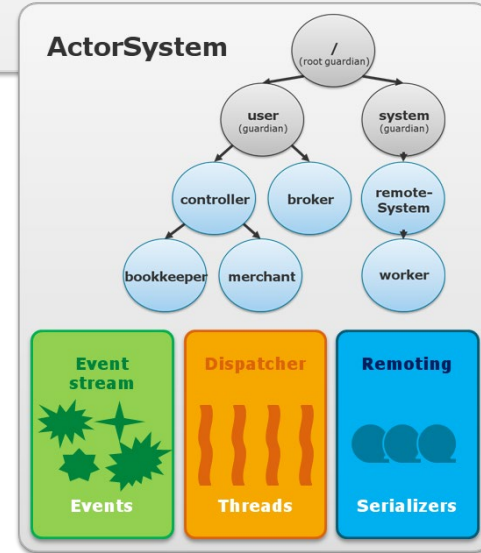 ActorSystem
/
(root guardian)
user
(guardian)
system
(guardian)
controller
broker
remote-
System
bookkeeper
merchant
worker
Event
stream
Events
Dispatcher
Threads
Remoting
Serializers